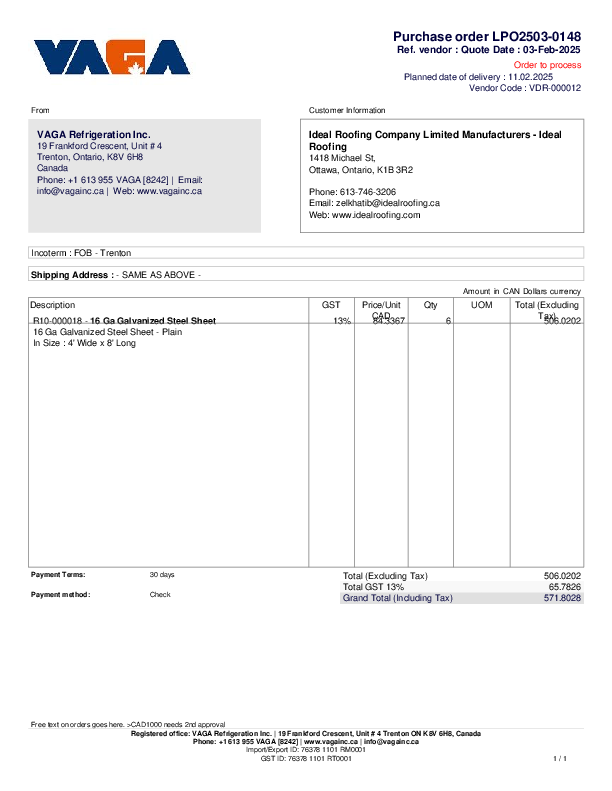 VAGA
Purchase order LPO2503-0148
Ref. vendor : Quote Date : 03-Feb-2025
Order to process
Planned date of delivery : 11.02.2025
Vendor Code : VDR-000012
From
Customer Information
VAGA Refrigeration Inc.
19 Frankford Crescent, Unit # 4
Trenton, Ontario, K8V 6H8
Canada
Phone: +1 613 955 VAGA [8242] | Email:
info@vagainc.ca | Web: www.vagainc.ca
Ideal Roofing Company Limited Manufacturers - Ideal
Roofing
1418 Michael St,
Ottawa, Ontario, K1B 3R2
Phone: 613-746-3206
Email: zelkhatib@idealroofing.ca
Web: www.idealroofing.com
Incoterm : FOB - Trenton
Shipping Address : - SAME AS ABOVE -
Amount in CAN Dollars currency
Description GST Price/Unit CAD Qty UOM Total (Excluding Tax)
R10-000018 - 16 Ga Galvanized Steel Sheet 13% 84.3367 6 506.0202
16 Ga Galvanized Steel Sheet - Plain
In Size : 4' Wide x 8' Long
Payment Terms: 30 days
Payment method: Check
Total (Excluding Tax) 506.0202
Total GST 13% 65.7826
Grand Total (Including Tax) 571.8028
Free text on orders goes here. >CAD1000 needs 2nd approval
Registered office: VAGA Refrigeration Inc. | 19 Frankford Crescent, Unit # 4 Trenton ON K8V 6H8, Canada
Phone: +1 613 955 VAGA [8242] | www.vagainc.ca | info@vagainc.ca
Import/Export ID: 76378 1101 RM0001
GST ID: 76378 1101 RT0001
1 / 1